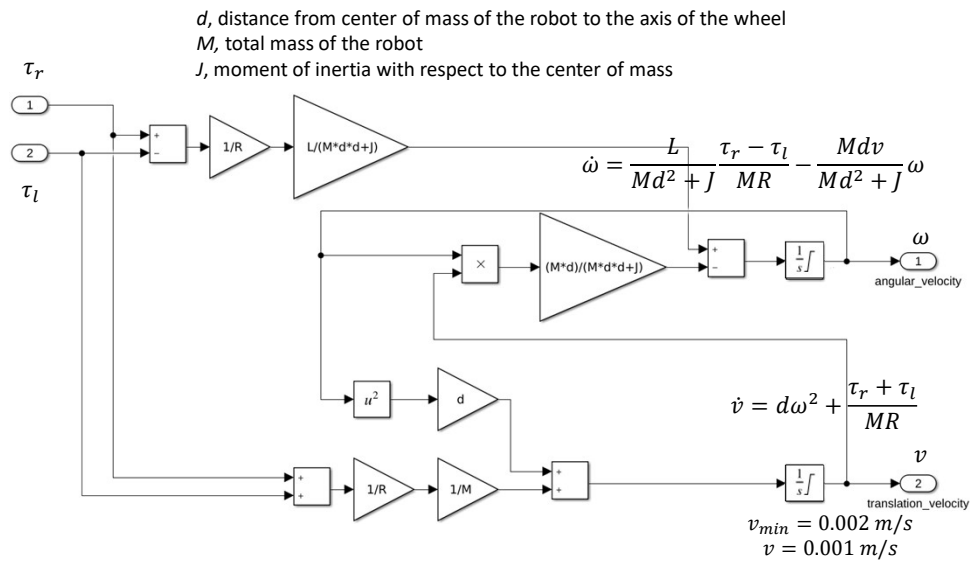 d, distance from center of mass of the robot to the axis of the wheel
M, total mass of the robot
J, moment of inertia with respect to the center of mass
τ_r
1
2
τ_l
+
−
1/R
L/(M*d*d+J)
ω̇ = L/(Md² + J) (τ_r − τ_l)/(MR) − Mdv/(Md² + J) ω
×
(M*d)/(M*d*d+J)
+
−
1/s ∫
ω
1
angular_velocity
u²
d
v̇ = dω² + (τ_r + τ_l)/(MR)
+
+
1/R
1/M
+
+
1/s ∫
v
2
translation_velocity
v_min = 0.002 m/s
v = 0.001 m/s